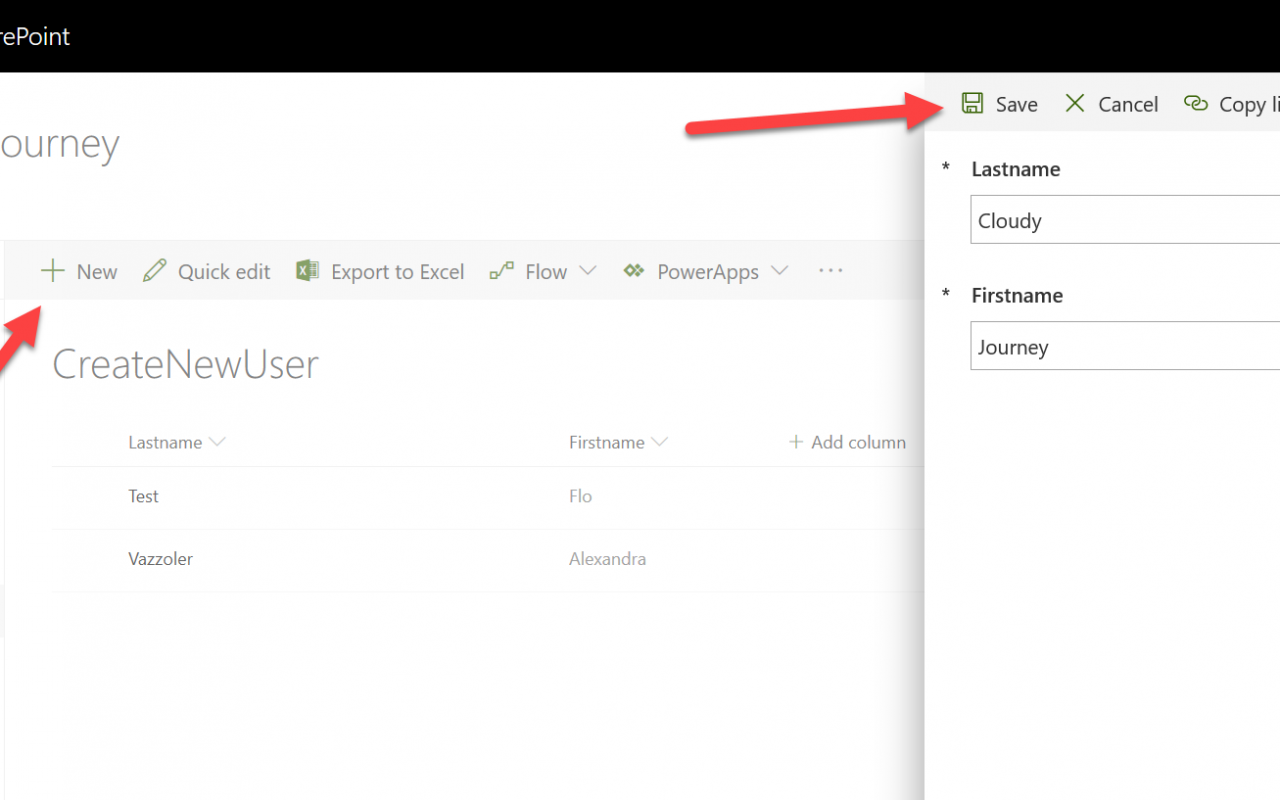 rePoint
ourney
+ New Quick edit Export to Excel Flow PowerApps ...
CreateNewUser
Lastname Firstname + Add column
Test Flo
Vazzoler Alexandra
Save Cancel Copy li
* Lastname
Cloudy
* Firstname
Journey